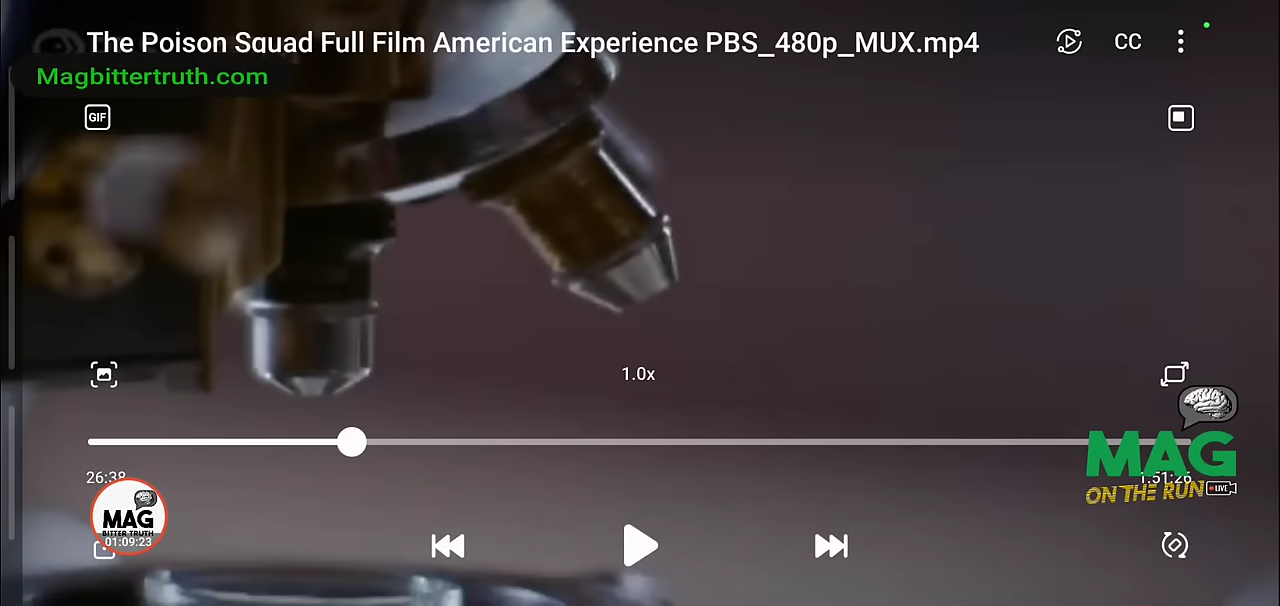 The Poison Squad Full Film American Experience PBS_480p_MUX.mp4
CC
Magbittertruth.com
GIF
1.0x
26:38
1:51:26
MAG
ON THE RUN
LIVE
MAG
BITTER TRUTH
01:09:23